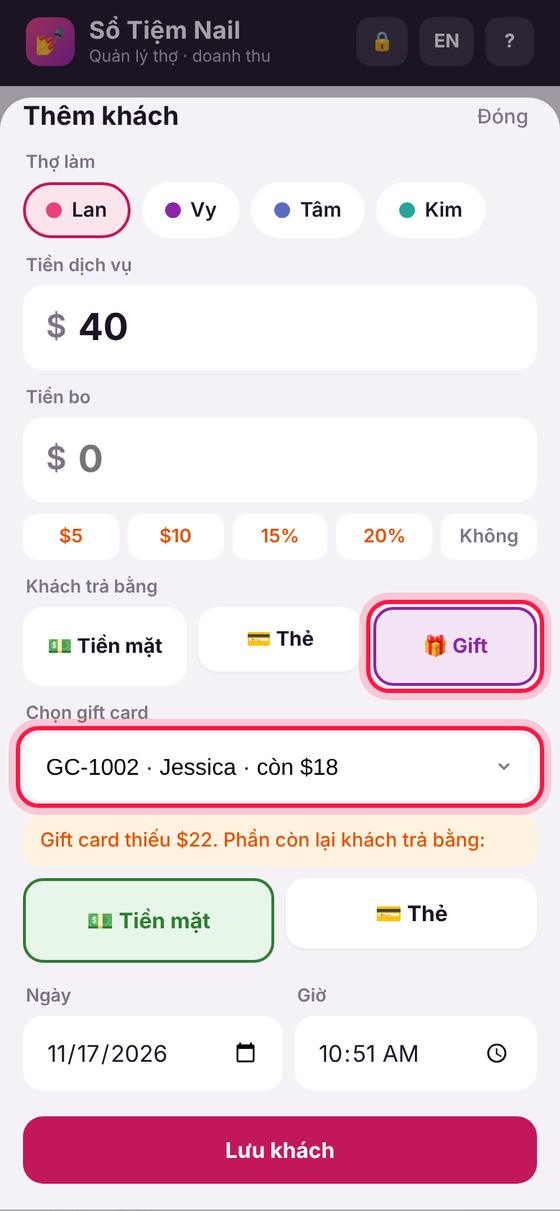 Sổ Tiệm Nail
Quản lý thợ · doanh thu
EN
?
Thêm khách
Đóng
Thợ làm
Lan
Vy
Tâm
Kim
Tiền dịch vụ
$ 40
Tiền bo
$ 0
$5
$10
15%
20%
Không
Khách trả bằng
Tiền mặt
Thẻ
Gift
Chọn gift card
GC-1002 · Jessica · còn $18
Gift card thiếu $22. Phần còn lại khách trả bằng:
Tiền mặt
Thẻ
Ngày
Giờ
11/17/2026
10:51 AM
Lưu khách